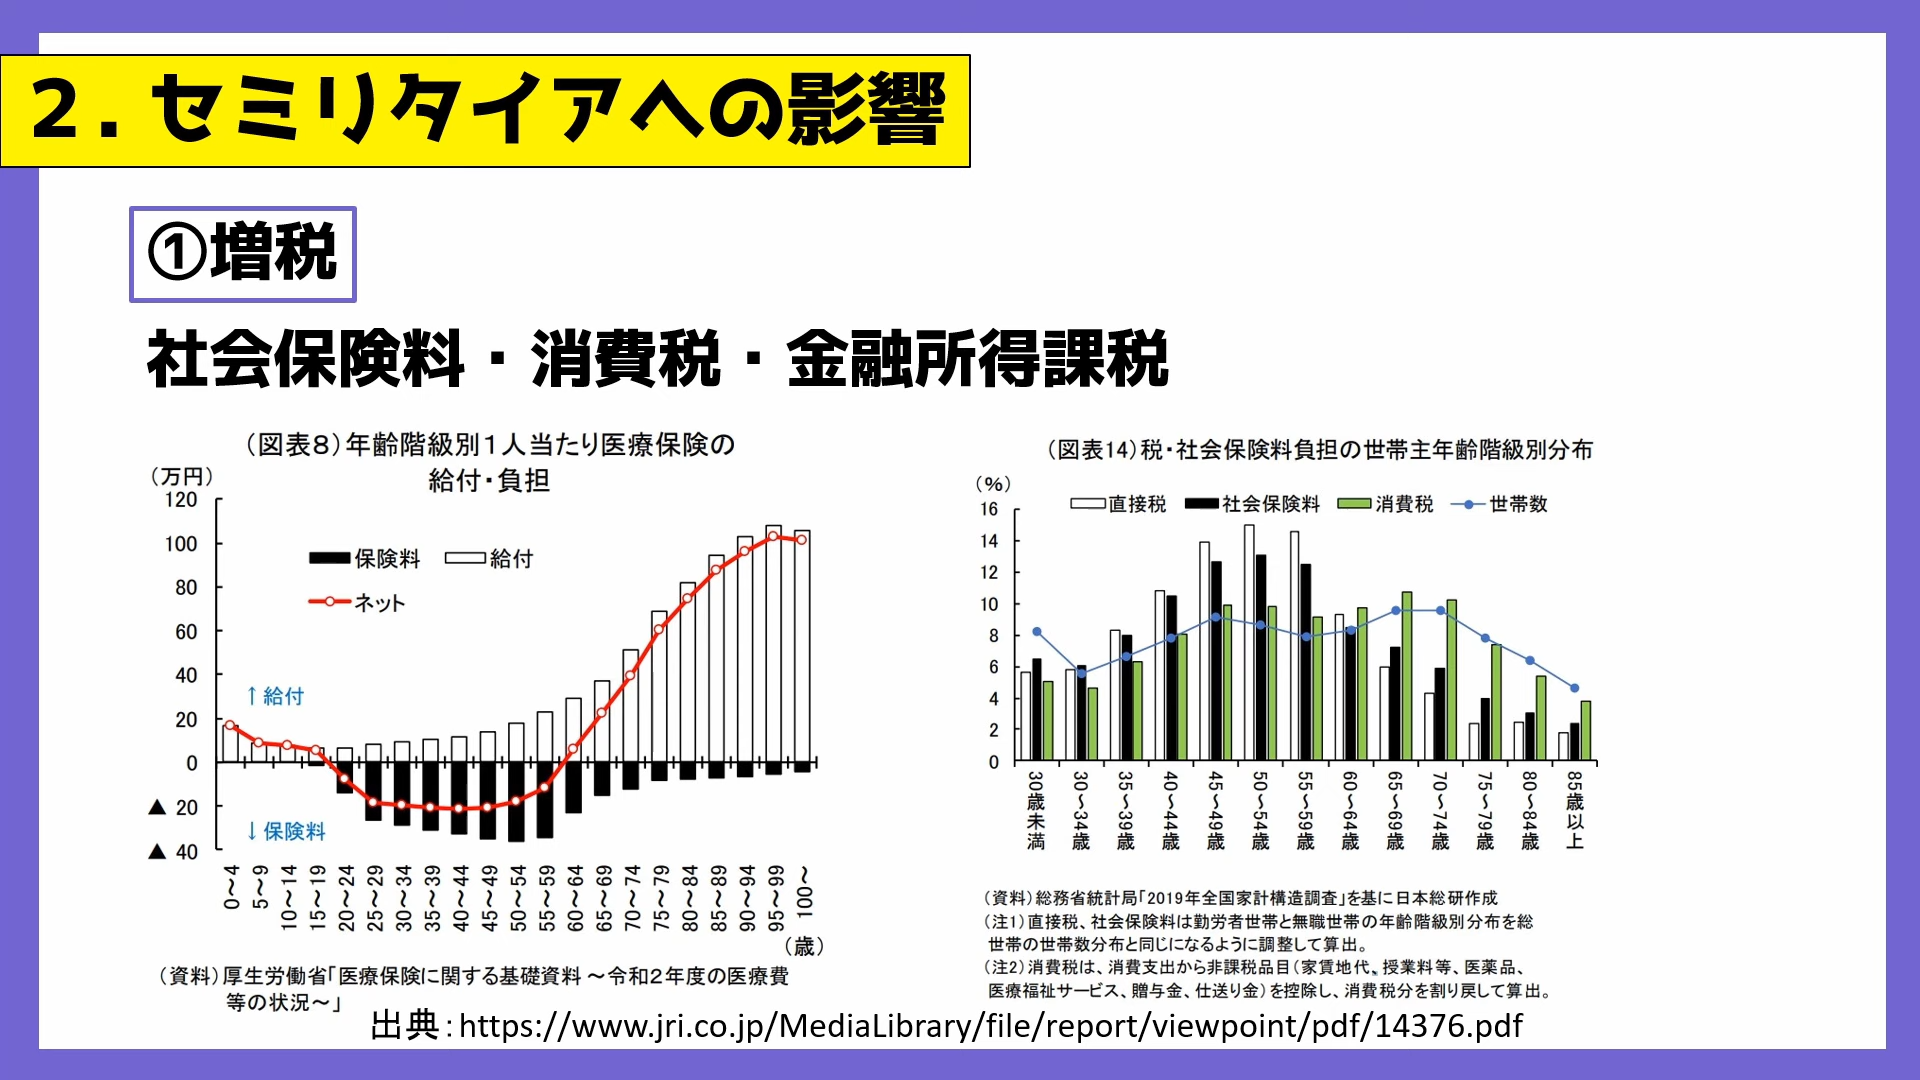 ２．セミリタイアへの影響
①増税
社会保険料・消費税・金融所得課税
（図表８）年齢階級別１人当たり医療保険の
給付・負担
（万円）
120
100
80
60
40
20
0
▲ 20
▲ 40
保険料
給付
ネット
↑給付
↓保険料
0～4
5～9
10～14
15～19
20～24
25～29
30～34
35～39
40～44
45～49
50～54
55～59
60～64
65～69
70～74
75～79
80～84
85～89
90～94
95～99
100～
（歳）
（資料）厚生労働省「医療保険に関する基礎資料 ～令和２年度の医療費
等の状況～」
（図表14）税・社会保険料負担の世帯主年齢階級別分布
（％）
直接税
社会保険料
消費税
世帯数
16
14
12
10
8
6
4
2
0
30歳未満
30～34歳
35～39歳
40～44歳
45～49歳
50～54歳
55～59歳
60～64歳
65～69歳
70～74歳
75～79歳
80～84歳
85歳以上
（資料）総務省統計局「2019年全国家計構造調査」を基に日本総研作成
（注1）直接税、社会保険料は勤労者世帯と無職世帯の年齢階級別分布を総
世帯の世帯数分布と同じになるように調整して算出。
（注2）消費税は、消費支出から非課税品目（家賃地代、授業料等、医薬品、
医療福祉サービス、贈与金、仕送り金）を控除し、消費税分を割り戻して算出。
出典：https://www.jri.co.jp/MediaLibrary/file/report/viewpoint/pdf/14376.pdf